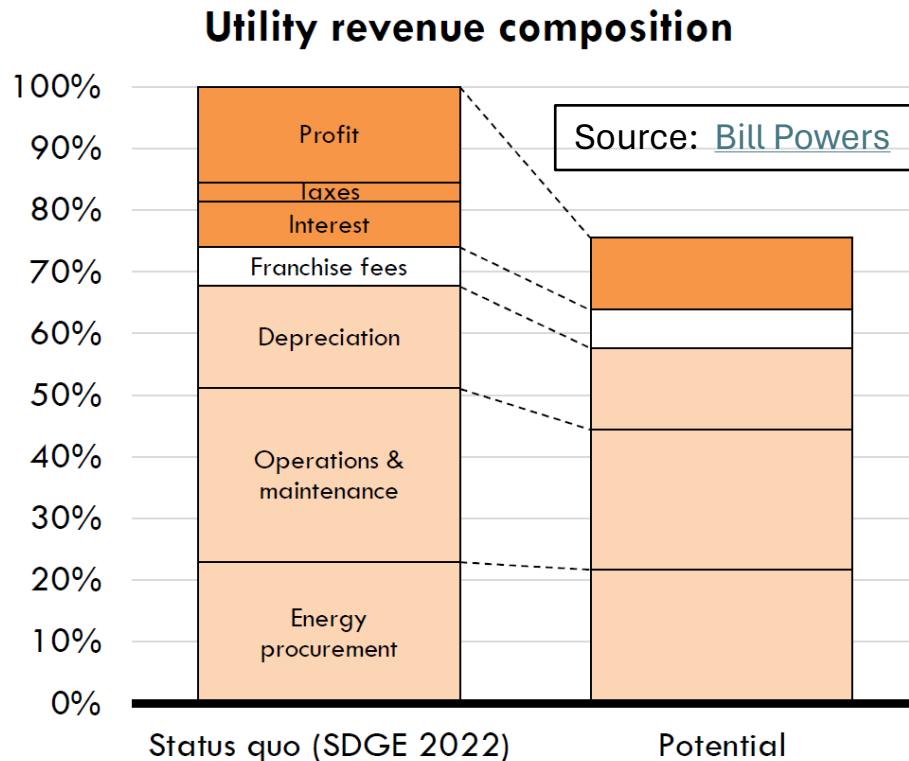 Utility revenue composition
100%
90%
80%
70%
60%
50%
40%
30%
20%
10%
0%
Source: Bill Powers
Profit
Taxes
Interest
Franchise fees
Depreciation
Operations &
maintenance
Energy
procurement
Status quo (SDGE 2022)
Potential